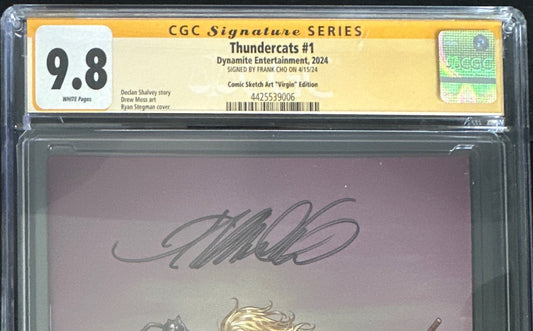 CGC Signature SERIES
Thundercats #1
Dynamite Entertainment, 2024
SIGNED BY FRANK CHO ON 4/15/24
Comic Sketch Art "Virgin" Edition
4425539006
9.8
WHITE Pages
Declan Shalvey story
Drew Moss art
Ryan Stegman cover
CGC